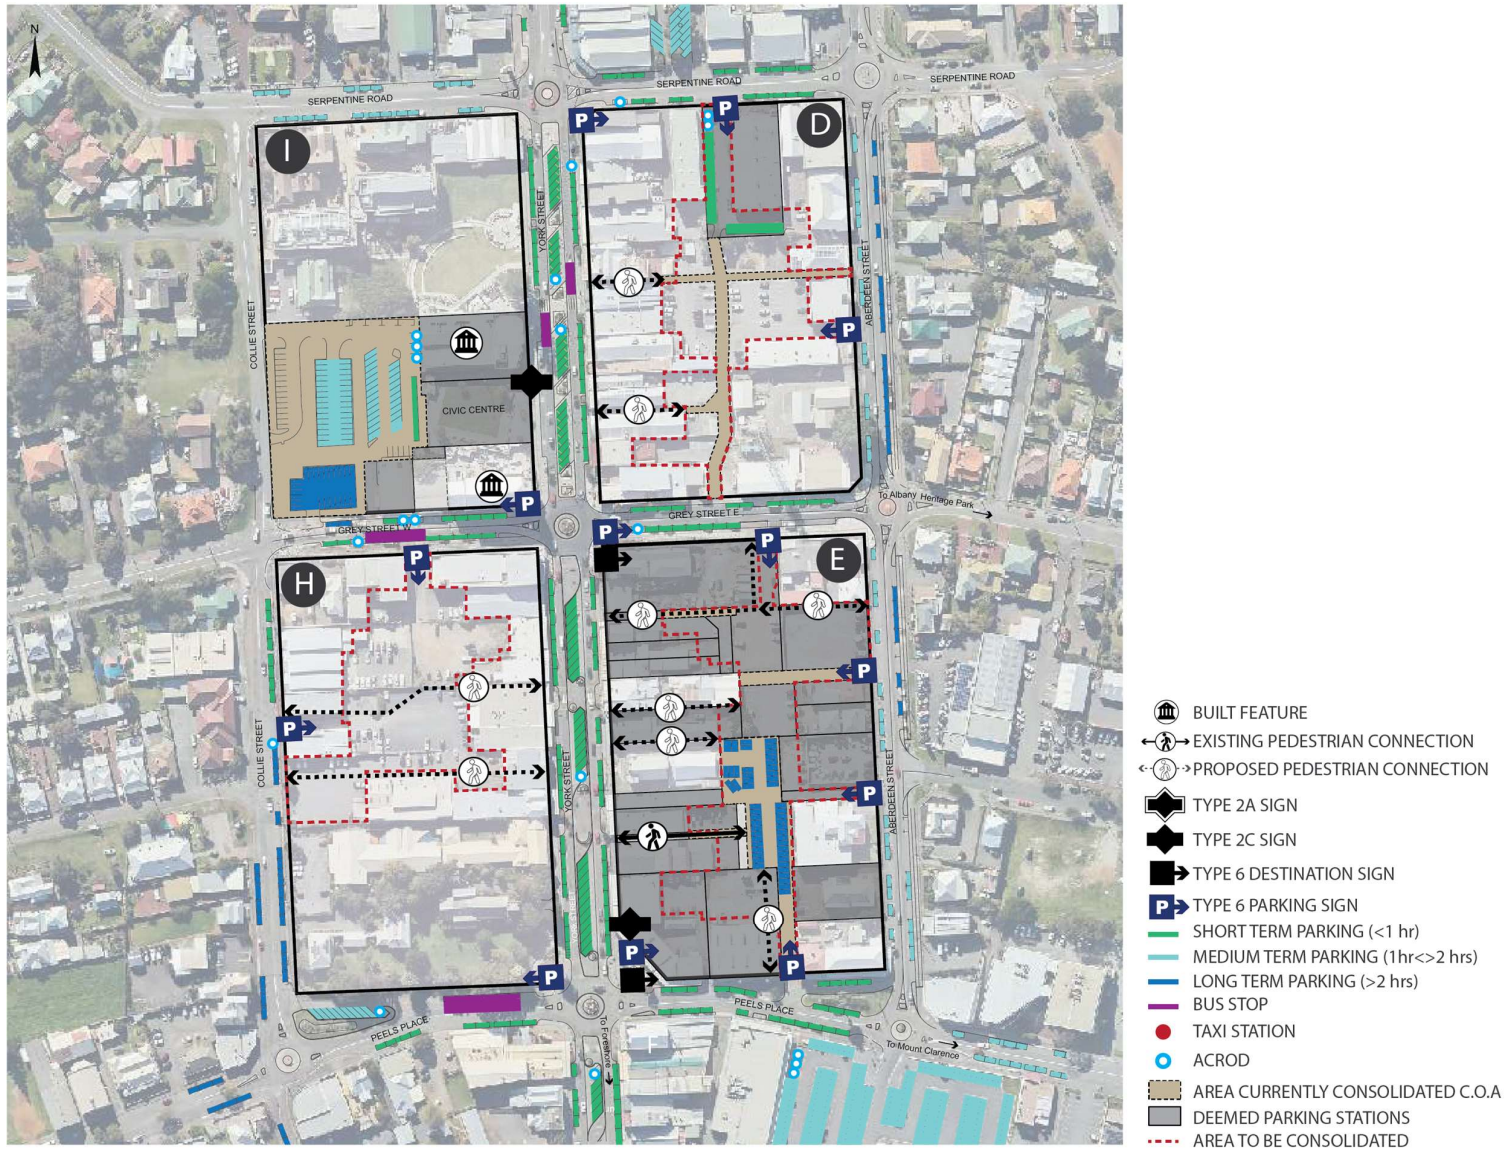 N
SERPENTINE ROAD
SERPENTINE ROAD
SERPENTINE ROAD
I
P
P
D
YORK STREET
COLLIE STREET
ABERDEEN STREET
P
CIVIC CENTRE
P
To Albany Heritage Park
GREY STREET E
GREY STREET W
P
P
P
H
E
P
P
COLLIE STREET
YORK STREET
ABERDEEN STREET
P
P
P
P
P
PEELS PLACE
PEELS PLACE
To Foreshore
To Mount Clarence
BUILT FEATURE
EXISTING PEDESTRIAN CONNECTION
PROPOSED PEDESTRIAN CONNECTION
TYPE 2A SIGN
TYPE 2C SIGN
TYPE 6 DESTINATION SIGN
P TYPE 6 PARKING SIGN
SHORT TERM PARKING (<1 hr)
MEDIUM TERM PARKING (1hr<>2 hrs)
LONG TERM PARKING (>2 hrs)
BUS STOP
TAXI STATION
ACROD
AREA CURRENTLY CONSOLIDATED C.O.A
DEEMED PARKING STATIONS
AREA TO BE CONSOLIDATED